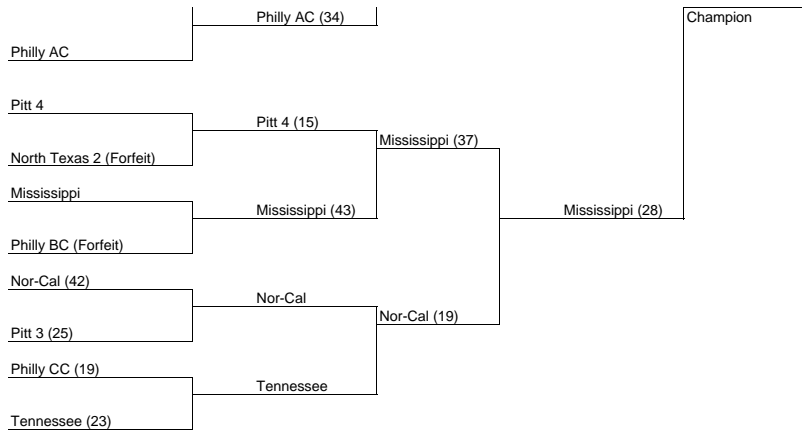 Philly AC (34)
Champion
Philly AC
Pitt 4
Pitt 4 (15)
Mississippi (37)
North Texas 2 (Forfeit)
Mississippi
Mississippi (43)
Mississippi (28)
Philly BC (Forfeit)
Nor-Cal (42)
Nor-Cal
Nor-Cal (19)
Pitt 3 (25)
Philly CC (19)
Tennessee
Tennessee (23)